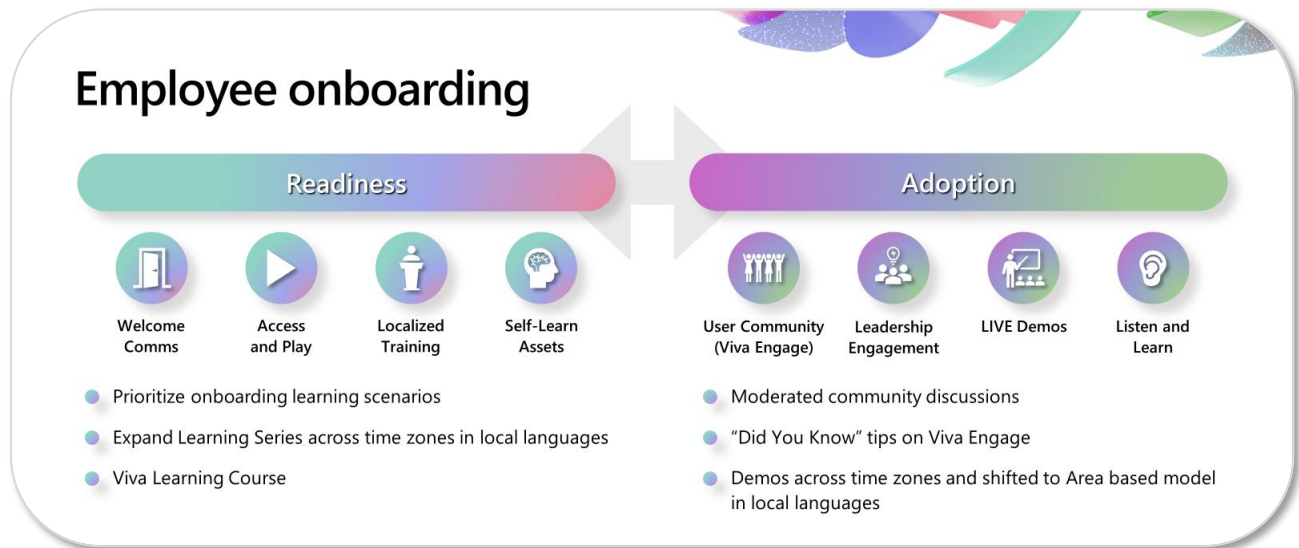 Employee onboarding
Readiness
Welcome
Comms
Access
and Play
Localized
Training
Self-Learn
Assets
Prioritize onboarding learning scenarios
Expand Learning Series across time zones in local languages
Viva Learning Course
Adoption
User Community
(Viva Engage)
Leadership
Engagement
LIVE Demos
Listen and
Learn
Moderated community discussions
“Did You Know” tips on Viva Engage
Demos across time zones and shifted to Area based model
in local languages